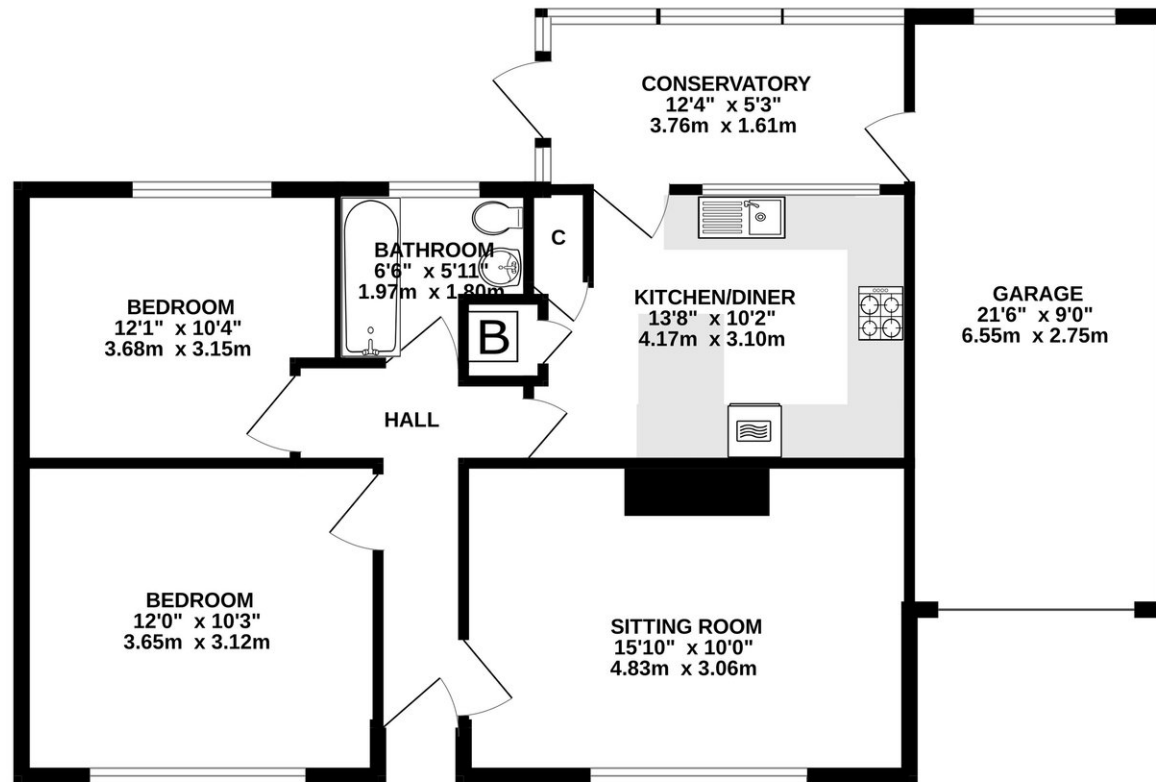 CONSERVATORY
12'4" x 5'3"
3.76m x 1.61m
BATHROOM
6'6" x 5'11"
1.97m x 1.80m
C
B
KITCHEN/DINER
13'8" x 10'2"
4.17m x 3.10m
GARAGE
21'6" x 9'0"
6.55m x 2.75m
BEDROOM
12'1" x 10'4"
3.68m x 3.15m
HALL
BEDROOM
12'0" x 10'3"
3.65m x 3.12m
SITTING ROOM
15'10" x 10'0"
4.83m x 3.06m